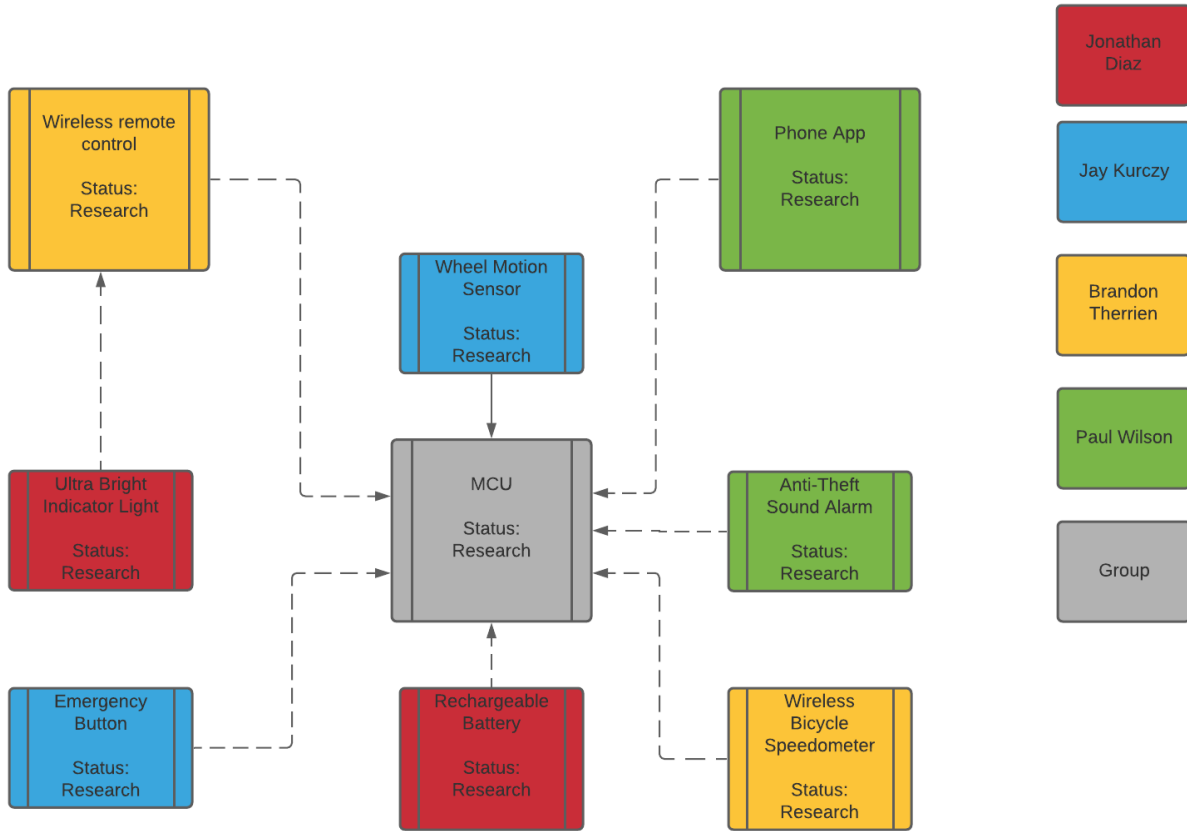 Jonathan
Diaz
Wireless remote
control
Status:
Research
Phone App
Status:
Research
Jay Kurczy
Wheel Motion
Sensor
Status:
Research
Brandon
Therrien
Ultra Bright
Indicator Light
Status:
Research
MCU
Status:
Research
Anti-Theft
Sound Alarm
Status:
Research
Paul Wilson
Group
Emergency
Button
Status:
Research
Rechargeable
Battery
Status:
Research
Wireless
Bicycle
Speedometer
Status:
Research